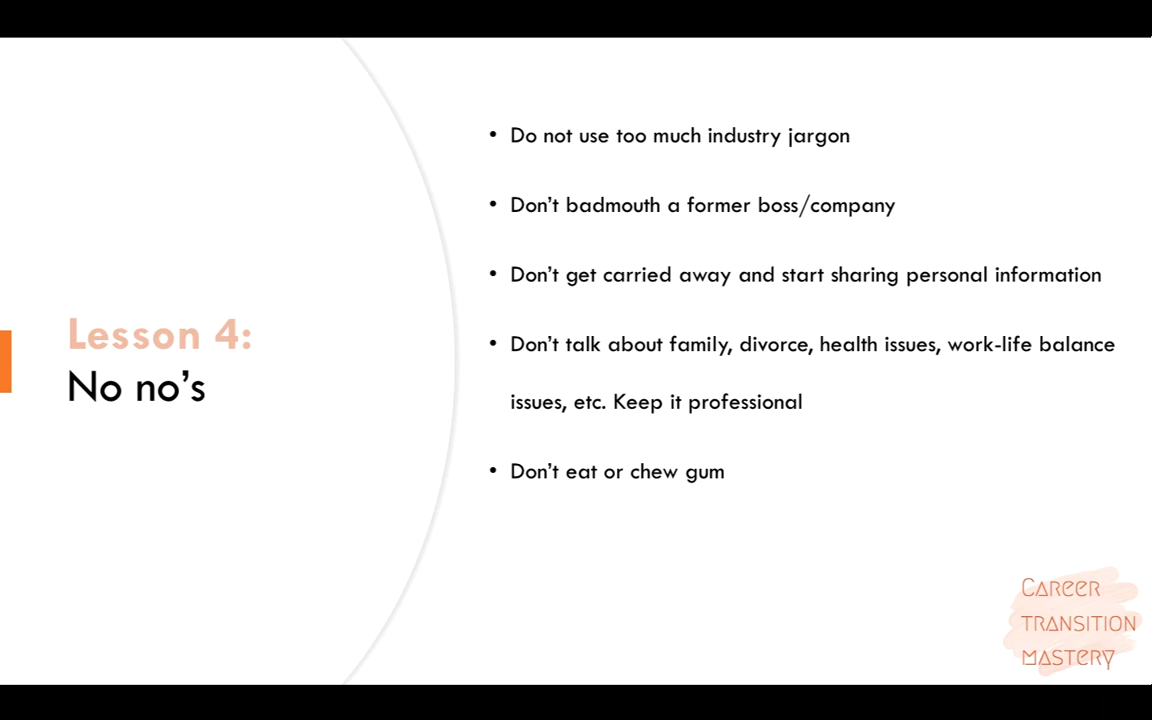 Lesson 4:
No no’s
• Do not use too much industry jargon
• Don’t badmouth a former boss/company
• Don’t get carried away and start sharing personal information
• Don’t talk about family, divorce, health issues, work-life balance
issues, etc. Keep it professional
• Don’t eat or chew gum
CAREER
TRANSITION
MASTERY